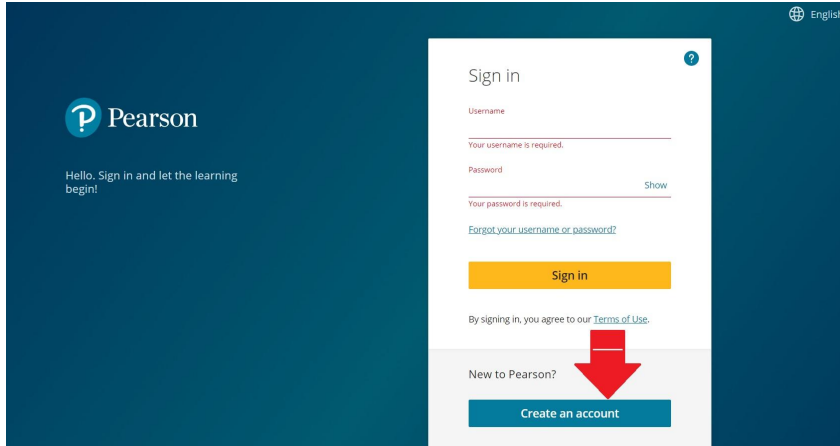 English
Pearson
Hello. Sign in and let the learning
begin!
?
Sign in
Username
Your username is required.
Password
Show
Your password is required.
Forgot your username or password?
Sign in
By signing in, you agree to our Terms of Use.
New to Pearson?
Create an account